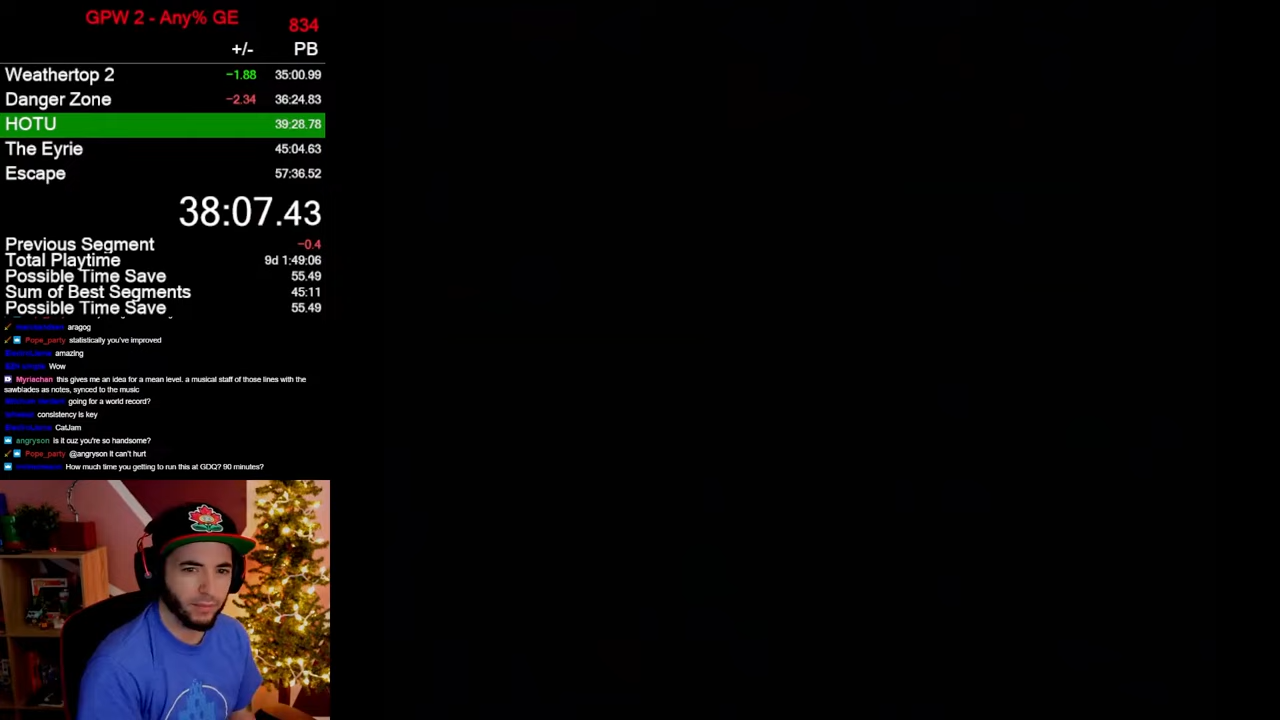 GPW 2 - Any% GE
834
+/- PB
Weathertop 2 −1.88 35:00.99
Danger Zone −2.34 36:24.83
HOTU 39:28.78
The Eyrie 45:04.63
Escape 57:36.52
38:07.43
Previous Segment −0.4
Total Playtime 9d 1:49:06
Possible Time Save 55.49
Sum of Best Segments 45:11
Possible Time Save 55.49
aragog
Pope_party statistically you've improved
amazing
Wow
Myriachan this gives me an idea for a mean level. a musical staff of those lines with the
sawblades as notes, synced to the music
going for a world record?
consistency is key
CatJam
angryson Is it cuz you're so handsome?
Pope_party @angryson it can't hurt
How much time you getting to run this at GDQ? 90 minutes?